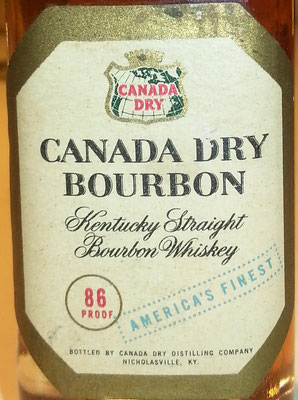 CANADA
DRY
CANADA DRY
BOURBON
Kentucky Straight
Bourbon Whiskey
86
PROOF
AMERICA'S FINEST
BOTTLED BY CANADA DRY DISTILLING COMPANY
NICHOLASVILLE, KY.